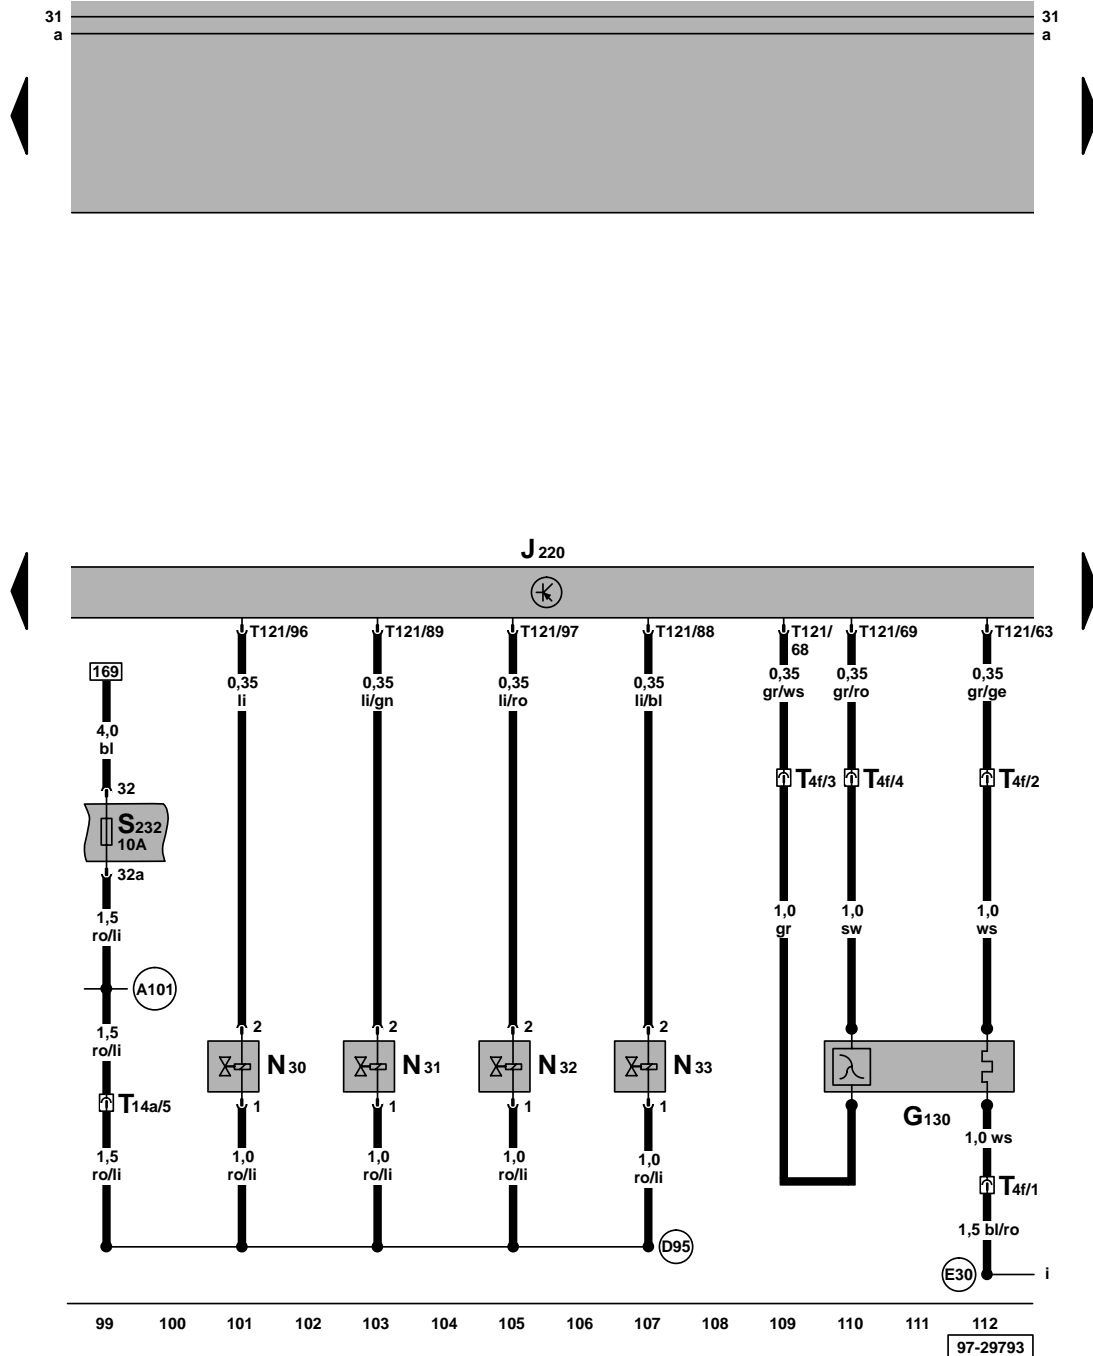 31 31
a a
J 220
T121/96 T121/89 T121/97 T121/88 T121/ T121/69 T121/63
68
169
0,35 0,35 0,35 0,35 0,35 0,35 0,35
li li/gn li/ro li/bl gr/ws gr/ro gr/ge
4,0
bl
T4f/3 T4f/4 T4f/2
32
S232
10A
32a
1,5 1,0 1,0 1,0
ro/li gr sw ws
A101
1,5 2 2 2 2
ro/li
N 30 N 31 N 32 N 33
T14a/5 1 1 1 1
G130
1,0 ws
1,5 1,0 1,0 1,0 1,0
ro/li ro/li ro/li ro/li ro/li
T4f/1
1,5 bl/ro
D95
E30 i
99 100 101 102 103 104 105 106 107 108 109 110 111 112
97-29793